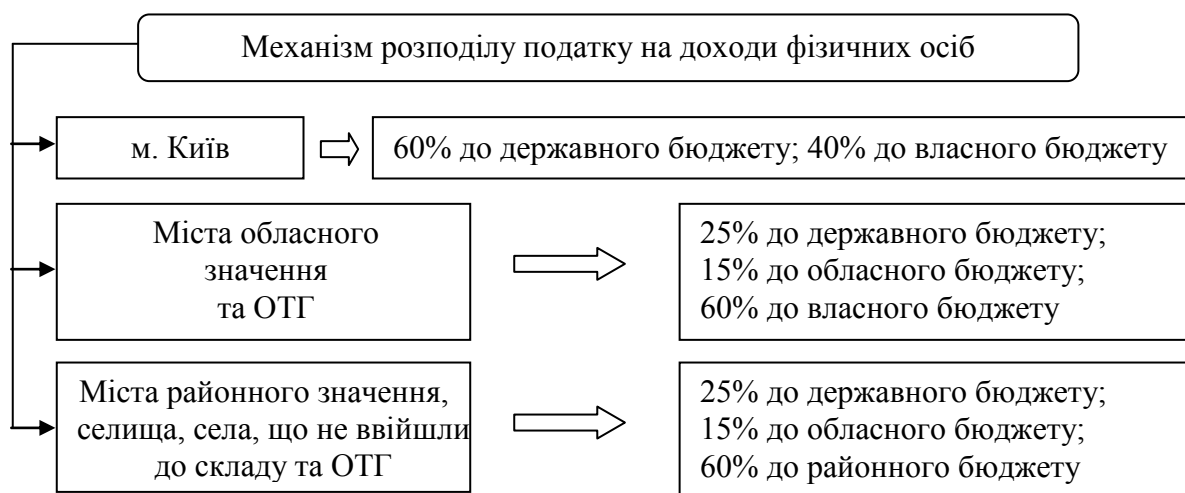 Механізм розподілу податку на доходи фізичних осіб
м. Київ
60% до державного бюджету; 40% до власного бюджету
Міста обласного
значення
та ОТГ
25% до державного бюджету;
15% до обласного бюджету;
60% до власного бюджету
Міста районного значення,
селища, села, що не ввійшли
до складу та ОТГ
25% до державного бюджету;
15% до обласного бюджету;
60% до районного бюджету